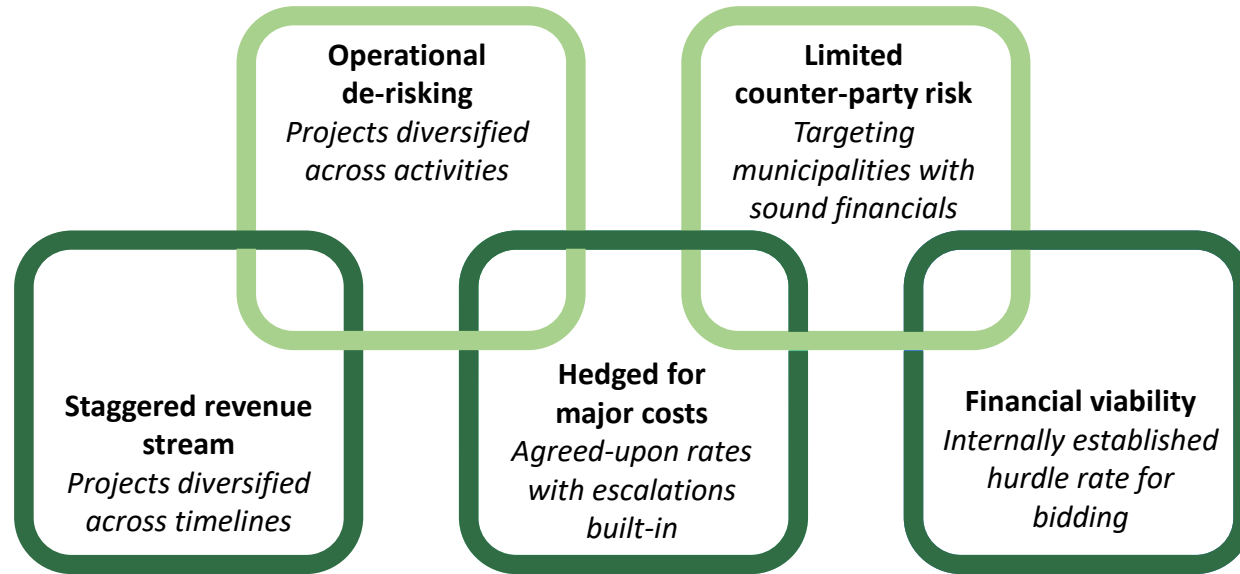 Operational
de-risking
Projects diversified
across activities
Limited
counter-party risk
Targeting
municipalities with
sound financials
Staggered revenue
stream
Projects diversified
across timelines
Hedged for
major costs
Agreed-upon rates
with escalations
built-in
Financial viability
Internally established
hurdle rate for
bidding